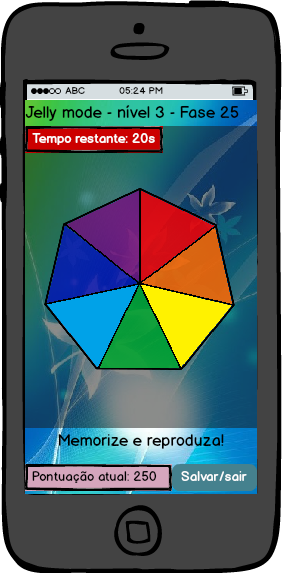 ABC 05:24 PM
Jelly mode - nível 3 - Fase 25
Tempo restante: 20s
Memorize e reproduza!
Pontuação atual: 250 Salvar/sair